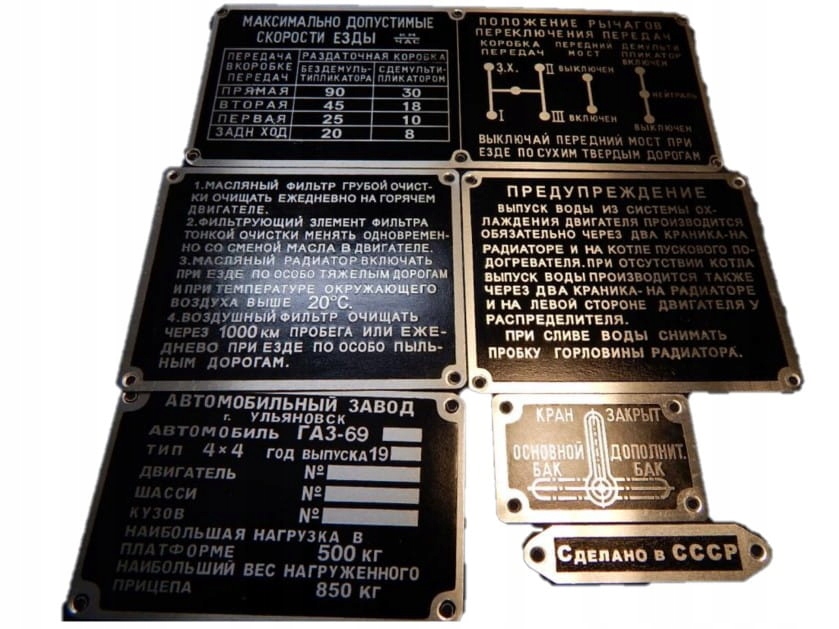 МАКСИМАЛЬНО ДОПУСТИМЫЕ
СКОРОСТИ ЕЗДЫ КМ/ЧАС
ПЕРЕДАЧА В КОРОБКЕ ПЕРЕДАЧ РАЗДАТОЧНАЯ КОРОБКА
БЕЗ ДЕМУЛЬ-ТИПЛИКАТОРА С ДЕМУЛЬТИ-ПЛИКАТОРОМ
ПРЯМАЯ 90 30
ВТОРАЯ 45 18
ПЕРВАЯ 25 10
ЗАДН ХОД 20 8
ПОЛОЖЕНИЕ РЫЧАГОВ
ПЕРЕКЛЮЧЕНИЯ ПЕРЕДАЧ
КОРОБКА ПЕРЕДНИЙ ДЕМУЛЬТИ
ПЕРЕДАЧ МОСТ ПЛИКАТОР
ВКЛЮЧЕН
З.Х. II ВЫКЛЮЧЕН
НЕЙТРАЛЬ
I III ВКЛЮЧЕН
ВЫКЛЮЧЕН
ВЫКЛЮЧАЙ ПЕРЕДНИЙ МОСТ ПРИ
ЕЗДЕ ПО СУХИМ ТВЕРДЫМ ДОРОГАМ
1.МАСЛЯНЫЙ ФИЛЬТР ГРУБОЙ ОЧИСТ-
КИ ОЧИЩАТЬ ЕЖЕДНЕВНО НА ГОРЯЧЕМ
ДВИГАТЕЛЕ.
2.ФИЛЬТРУЮЩИЙ ЭЛЕМЕНТ ФИЛЬТРА
ТОНКОЙ ОЧИСТКИ МЕНЯТЬ ОДНОВРЕМЕН-
НО СО СМЕНОЙ МАСЛА В ДВИГАТЕЛЕ.
3.МАСЛЯНЫЙ РАДИАТОР ВКЛЮЧАТЬ
ПРИ ЕЗДЕ ПО ОСОБО ТЯЖЕЛЫМ ДОРОГАМ
И ПРИ ТЕМПЕРАТУРЕ ОКРУЖАЮЩЕГО
ВОЗДУХА ВЫШЕ 20°С.
4.ВОЗДУШНЫЙ ФИЛЬТР ОЧИЩАТЬ
ЧЕРЕЗ 1000 КМ ПРОБЕГА ИЛИ ЕЖЕ-
ДНЕВНО ПРИ ЕЗДЕ ПО ОСОБО ПЫЛЬ-
НЫМ ДОРОГАМ.
ПРЕДУПРЕЖДЕНИЕ
ВЫПУСК ВОДЫ ИЗ СИСТЕМЫ ОХ-
ЛАЖДЕНИЯ ДВИГАТЕЛЯ ПРОИЗВОДИТСЯ
ОБЯЗАТЕЛЬНО ЧЕРЕЗ ДВА КРАНИКА-НА
РАДИАТОРЕ И НА КОТЛЕ ПУСКОВОГО ПО-
ДОГРЕВАТЕЛЯ. ПРИ ОТСУТСТВИИ КОТЛА
ВЫПУСК ВОДЫ ПРОИЗВОДИТСЯ ТАКЖЕ
ЧЕРЕЗ ДВА КРАНИКА- НА РАДИАТОРЕ
И НА ЛЕВОЙ СТОРОНЕ ДВИГАТЕЛЯ У
РАСПРЕДЕЛИТЕЛЯ.
ПРИ СЛИВЕ ВОДЫ СНИМАТЬ
ПРОБКУ ГОРЛОВИНЫ РАДИАТОРА.
АВТОМОБИЛЬНЫЙ ЗАВОД
г. УЛЬЯНОВСК
АВТОМОБИЛЬ ГАЗ-69
ТИП 4×4 ГОД ВЫПУСКА 19
ДВИГАТЕЛЬ №
ШАССИ №
КУЗОВ №
НАИБОЛЬШАЯ НАГРУЗКА В
ПЛАТФОРМЕ 500 КГ
НАИБОЛЬШИЙ ВЕС НАГРУЖЕННОГО
ПРИЦЕПА 850 КГ
КРАН ЗАКРЫТ
ОСНОВНОЙ ДОПОЛНИТ.
БАК БАК
СДЕЛАНО В СССР